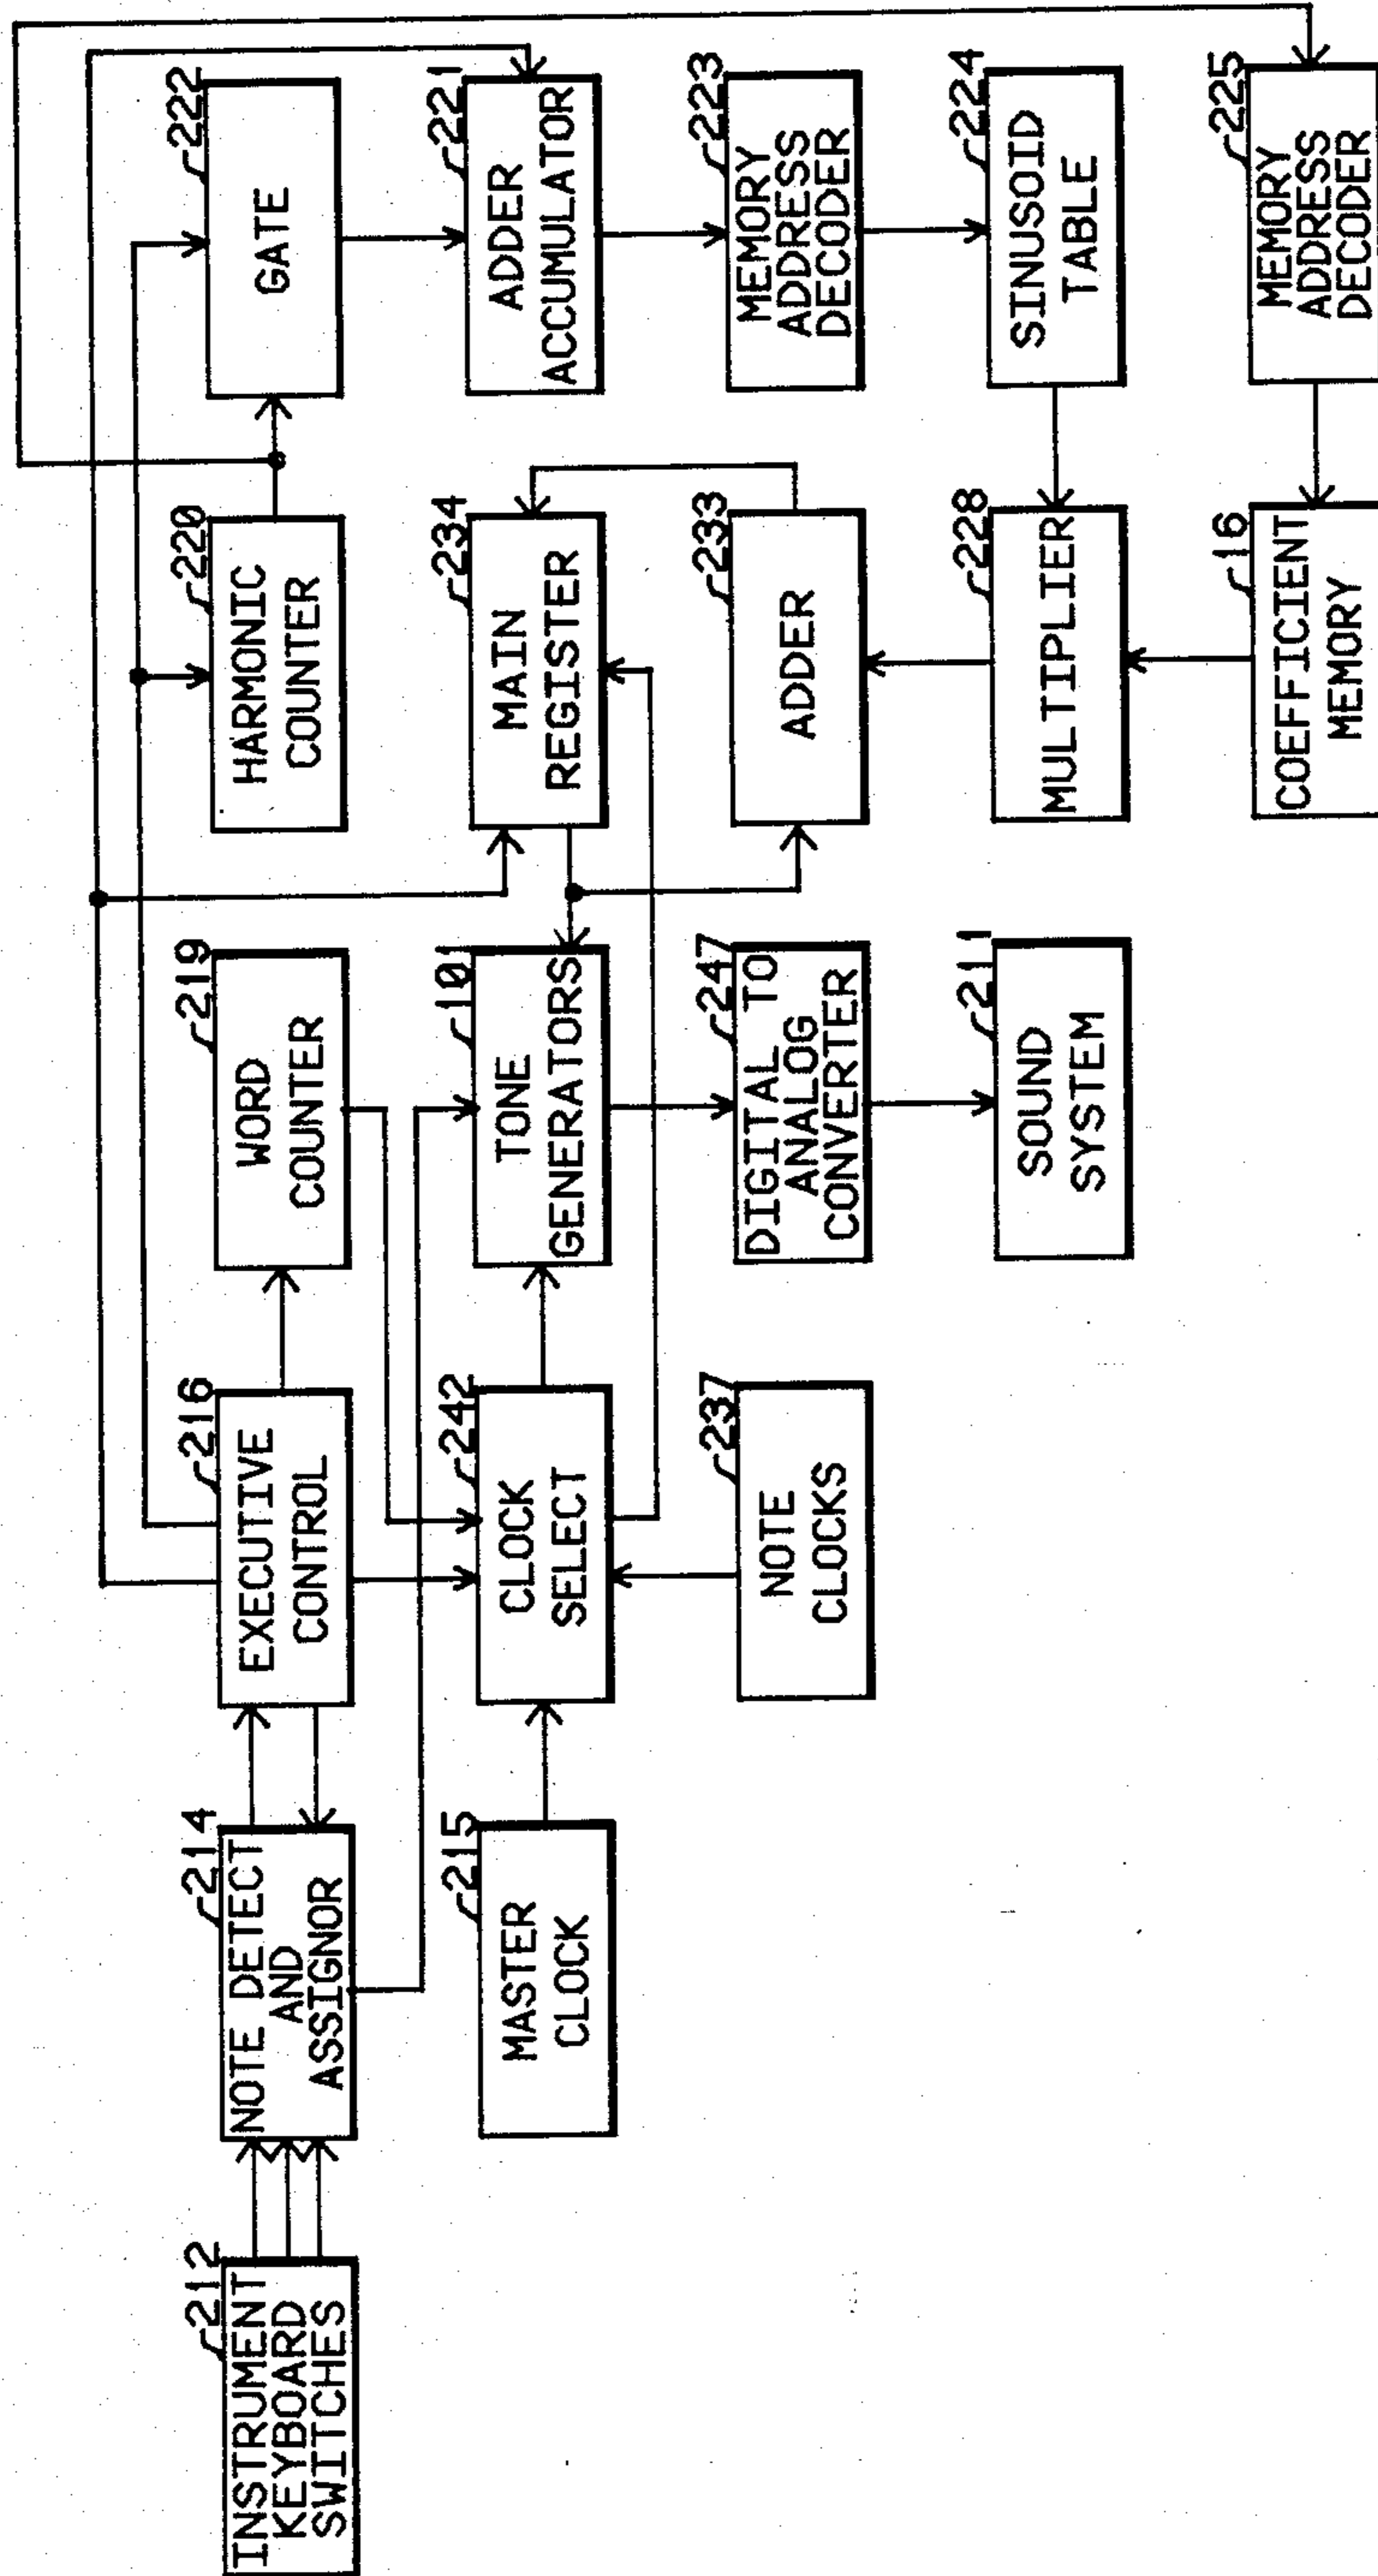 212
INSTRUMENT
KEYBOARD
SWITCHES
214
NOTE DETECT
AND
ASSIGNOR
216
EXECUTIVE
CONTROL
219
WORD
COUNTER
220
HARMONIC
COUNTER
222
GATE
215
MASTER
CLOCK
242
CLOCK
SELECT
101
TONE
GENERATORS
234
MAIN
REGISTER
221
ADDER
ACCUMULATOR
237
NOTE
CLOCKS
247
DIGITAL TO
ANALOG
CONVERTER
233
ADDER
223
MEMORY
ADDRESS
DECODER
211
SOUND
SYSTEM
228
MULTIPLIER
224
SINUSOID
TABLE
16
COEFFICIENT
MEMORY
225
MEMORY
ADDRESS
DECODER